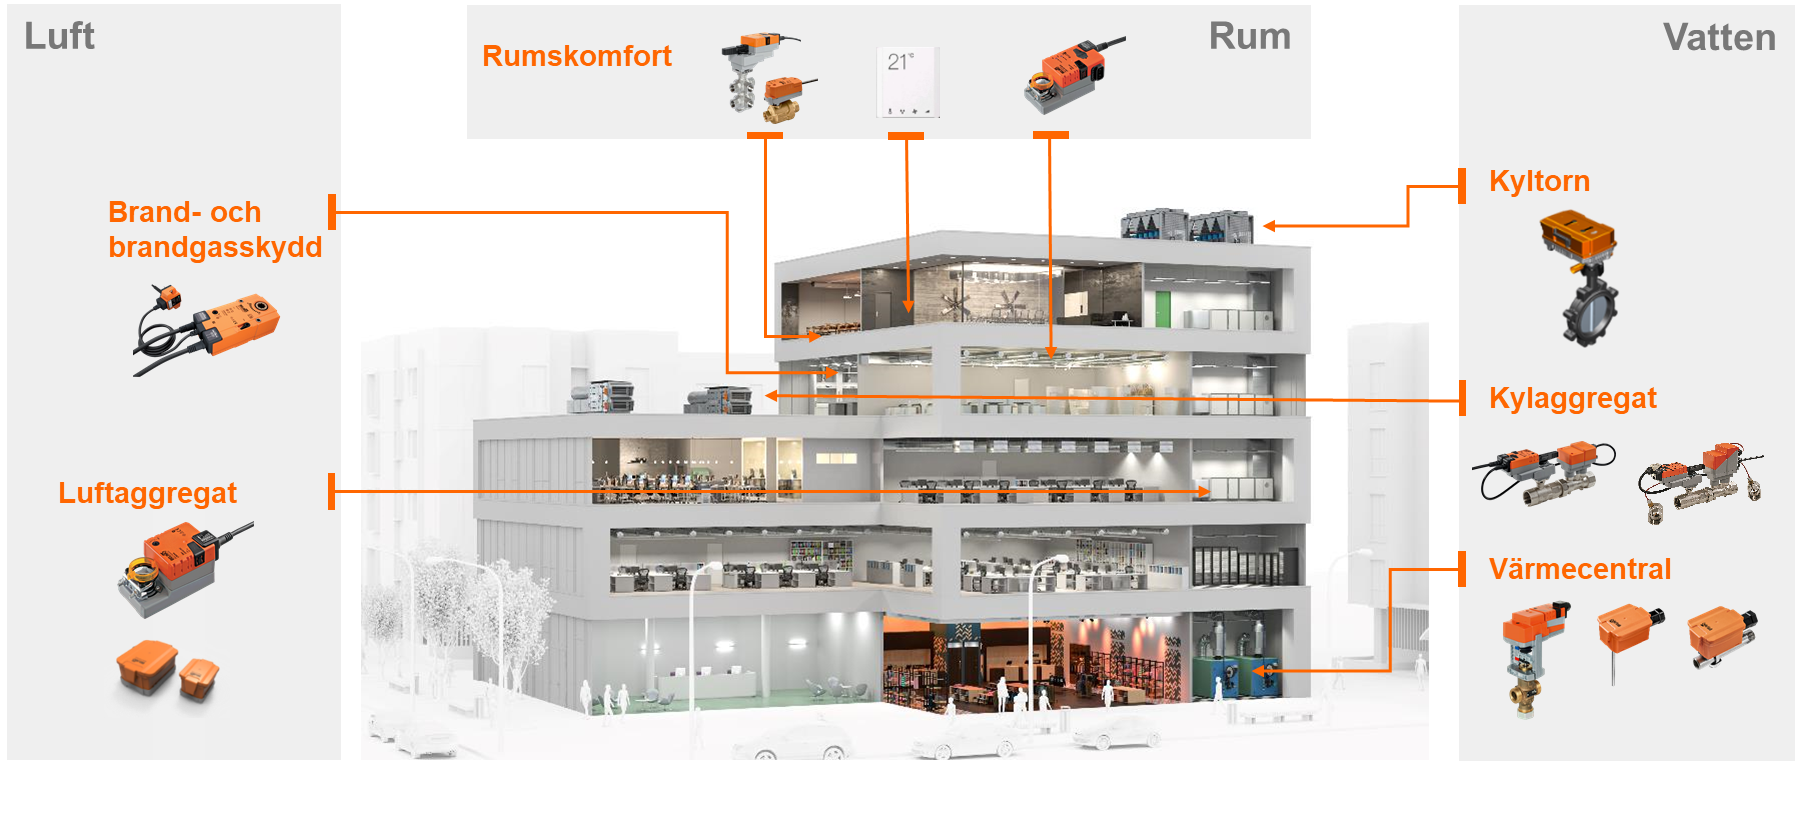 Luft
Rumskomfort
21°C
Rum
Vatten
Brand- och
brandgasskydd
Kyltorn
Kylaggregat
Luftaggregat
Värmecentral